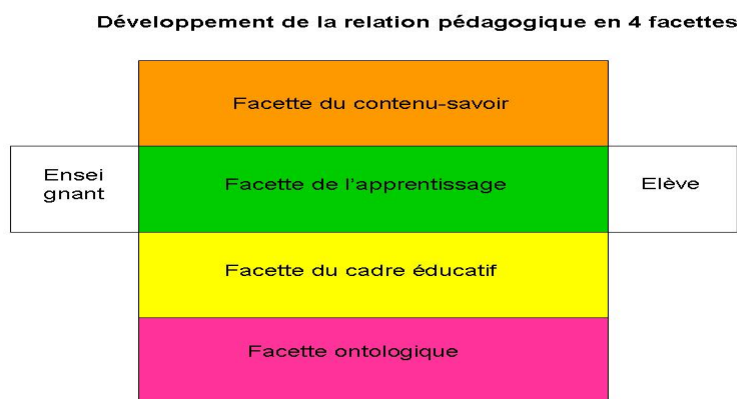 Développement de la relation pédagogique en 4 facettes
Facette du contenu-savoir
Ensei
gnant
Facette de l'apprentissage
Elève
Facette du cadre éducatif
Facette ontologique